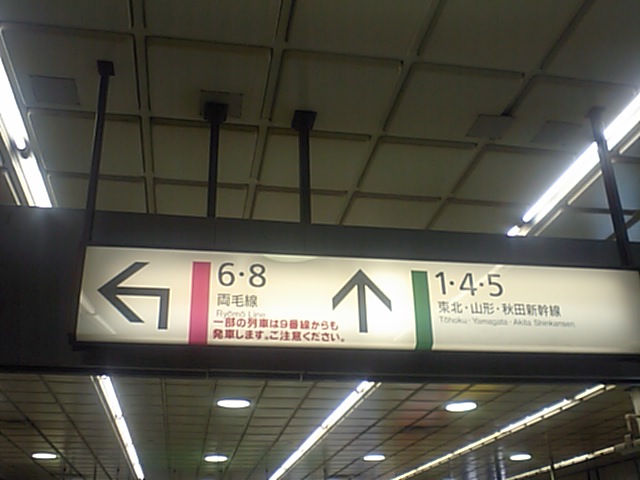 6·8
両毛線
Ryōmō Line
一部の列車は9番線からも
発車します。ご注意ください。
1·4·5
東北・山形・秋田新幹線
Tōhoku · Yamagata · Akita Shinkansen